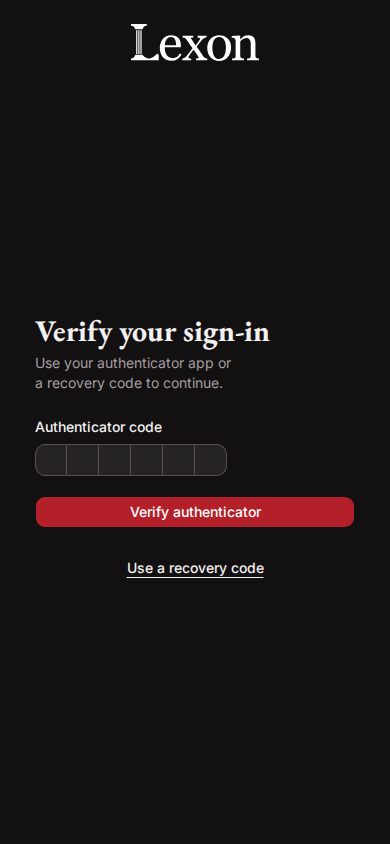 Lexon
Verify your sign-in
Use your authenticator app or
a recovery code to continue.
Authenticator code
Verify authenticator
Use a recovery code